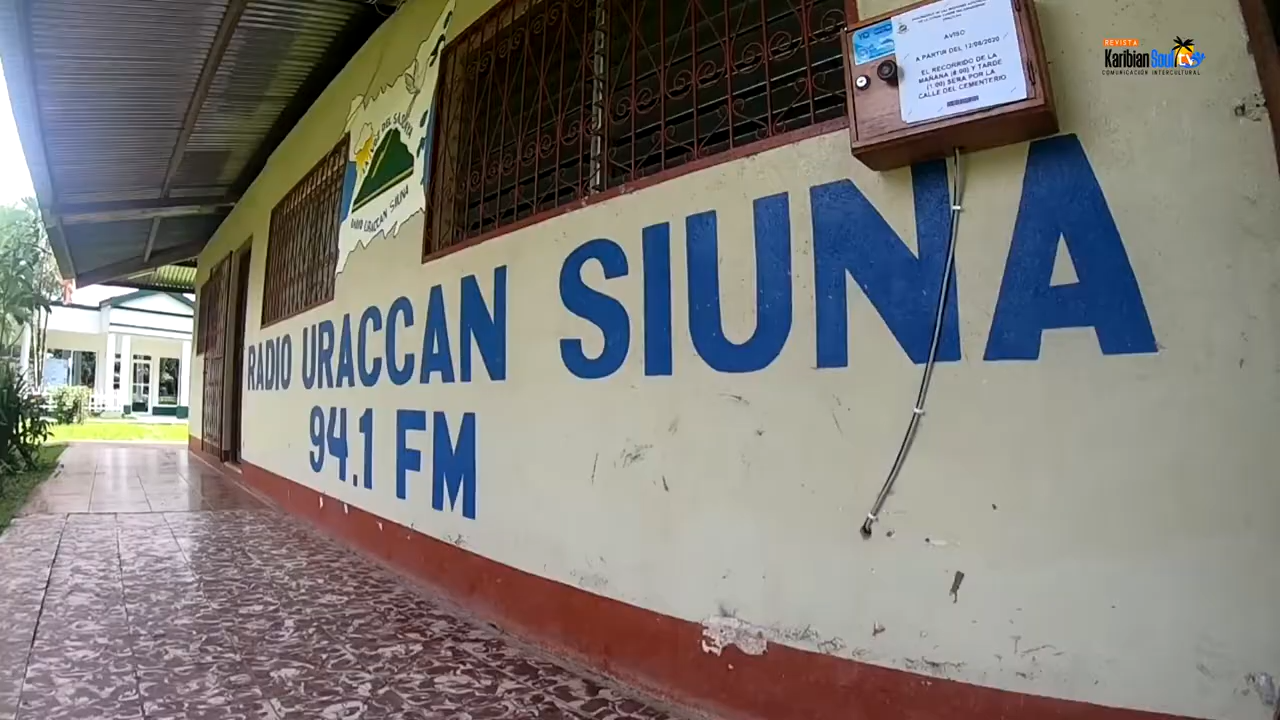 RADIO URACCAN SIUNA
94.1 FM
RADIO URACCAN SIUNA
AVISO
A PARTIR DEL 12/08/2020
EL RECORRIDO DE LA
MAÑANA (8:00) Y TARDE
(1:00) SERA POR LA
CALLE DEL CEMENTERIO
REVISTA
Karibian Soul
COMUNICACIÓN INTERCULTURAL